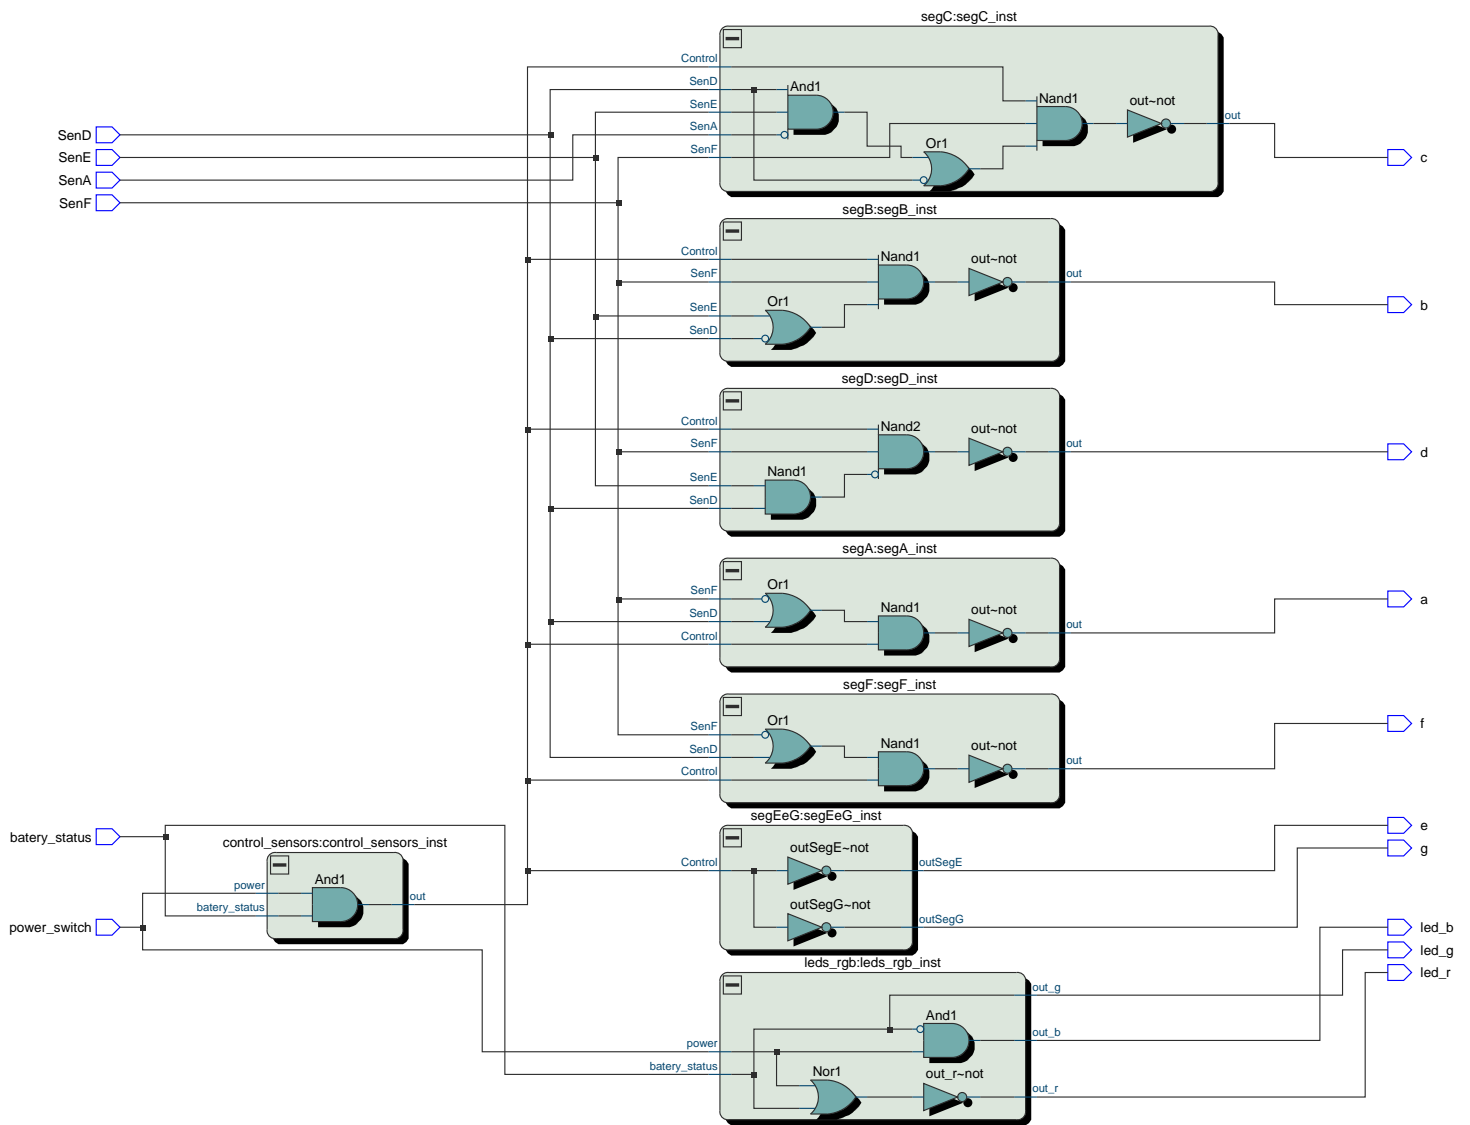 segC:segC_inst
Control
SenD
SenE
SenA
SenF
And1
Or1
Nand1
out~not
out
SenD
SenE
SenA
SenF
c
segB:segB_inst
Control
SenF
SenE
SenD
Or1
Nand1
out~not
out
b
segD:segD_inst
Control
SenF
SenE
SenD
Nand1
Nand2
out~not
out
d
segA:segA_inst
SenF
SenD
Control
Or1
Nand1
out~not
out
a
segF:segF_inst
SenF
SenD
Control
Or1
Nand1
out~not
out
f
batery_status
power_switch
control_sensors:control_sensors_inst
power
batery_status
And1
out
segEeG:segEeG_inst
Control
outSegE~not
outSegG~not
outSegE
outSegG
e
g
leds_rgb:leds_rgb_inst
power
batery_status
Nor1
And1
out_r~not
out_g
out_b
out_r
led_b
led_g
led_r